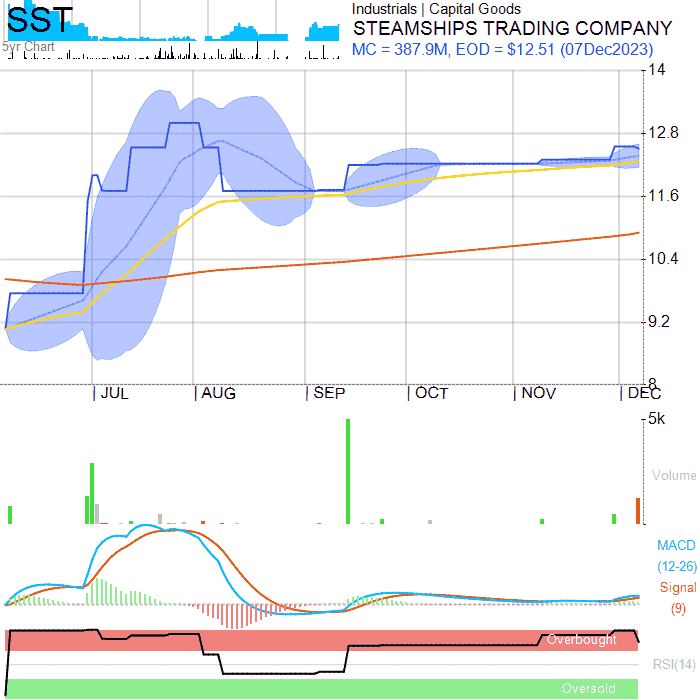 SST
5yr Chart
Industrials | Capital Goods
STEAMSHIPS TRADING COMPANY
MC = 387.9M, EOD = $12.51 (07Dec2023)
14
12.8
11.6
10.4
9.2
8
JUL
AUG
SEP
OCT
NOV
DEC
5k
Volume
MACD
(12-26)
Signal
(9)
Overbought
RSI(14)
Oversold